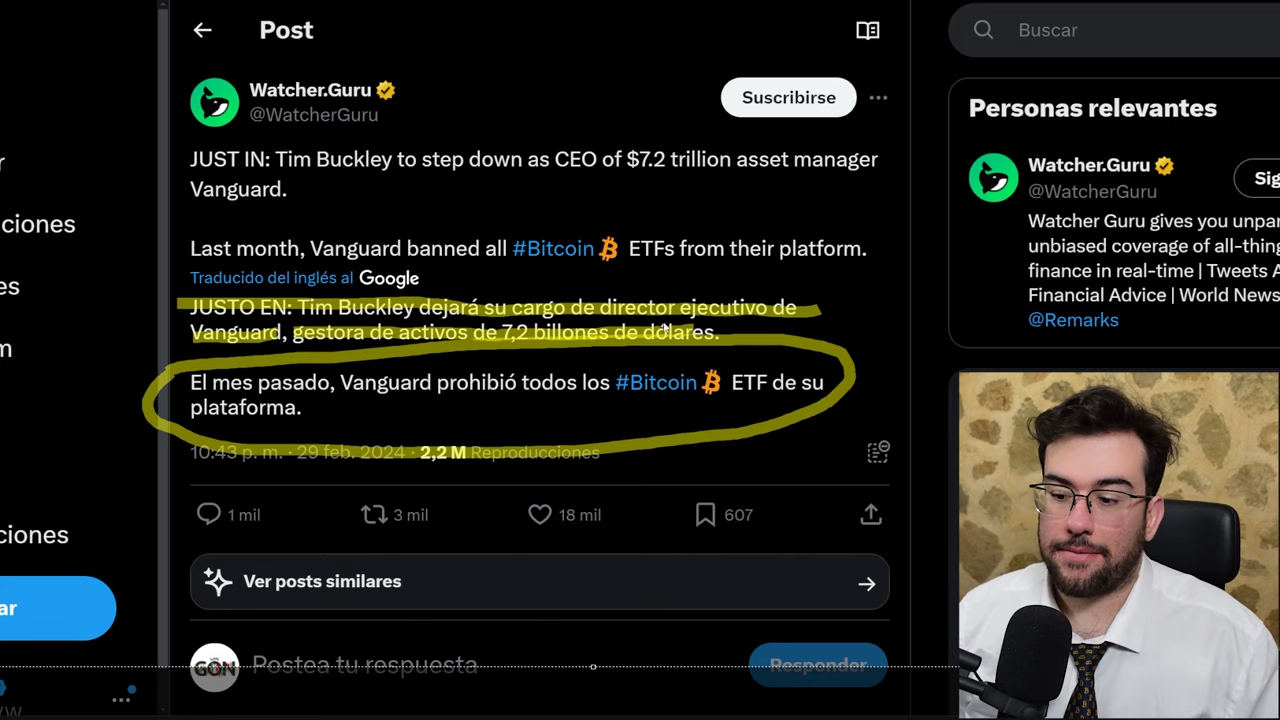 Post
Buscar
Watcher.Guru
@WatcherGuru
Suscribirse
JUST IN: Tim Buckley to step down as CEO of $7.2 trillion asset manager
Vanguard.
Last month, Vanguard banned all #Bitcoin ETFs from their platform.
Traducido del inglés al Google
JUSTO EN: Tim Buckley dejará su cargo de director ejecutivo de
Vanguard, gestora de activos de 7,2 billones de dólares.
El mes pasado, Vanguard prohibió todos los #Bitcoin ETF de su
plataforma.
10:43 p. m. · 29 feb. 2024 · 2,2 M Reproducciones
1 mil
3 mil
18 mil
607
Ver posts similares
GON
Postea tu respuesta
Responder
Personas relevantes
Watcher.Guru
@WatcherGuru
Sig
Watcher Guru gives you unpa
unbiased coverage of all-thing
finance in real-time | Tweets A
Financial Advice | World News
@Remarks
r
ciones
es
m
ciones
ar